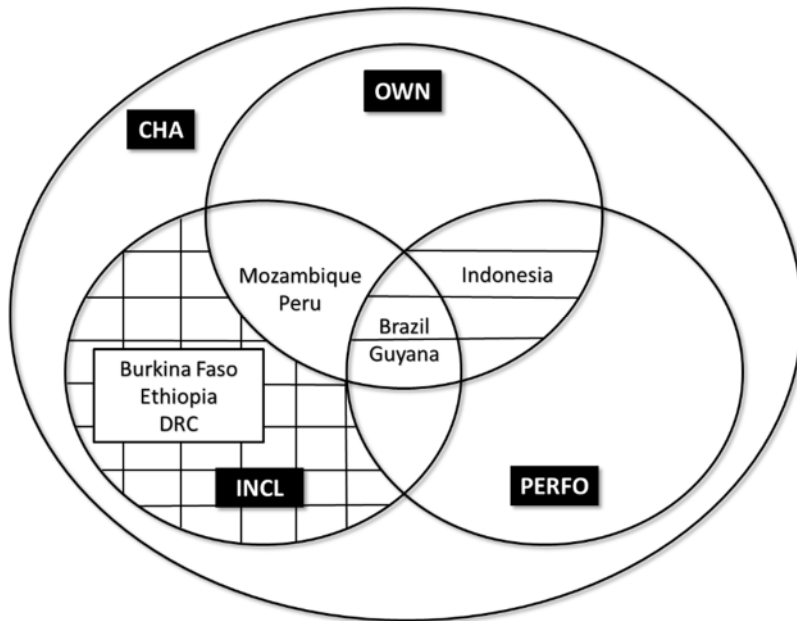 OWN
CHA
Mozambique
Peru
Indonesia
Brazil
Guyana
Burkina Faso
Ethiopia
DRC
INCL
PERFO